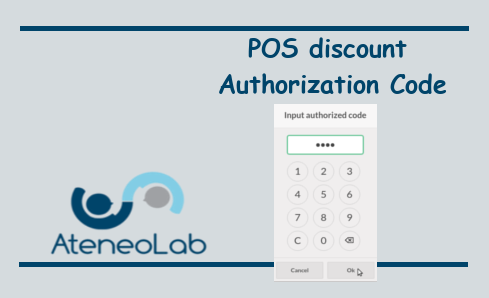 POS discount
Authorization Code
Input authorized code
••••
1 2 3
4 5 6
7 8 9
C 0
Cancel Ok
AteneoLab